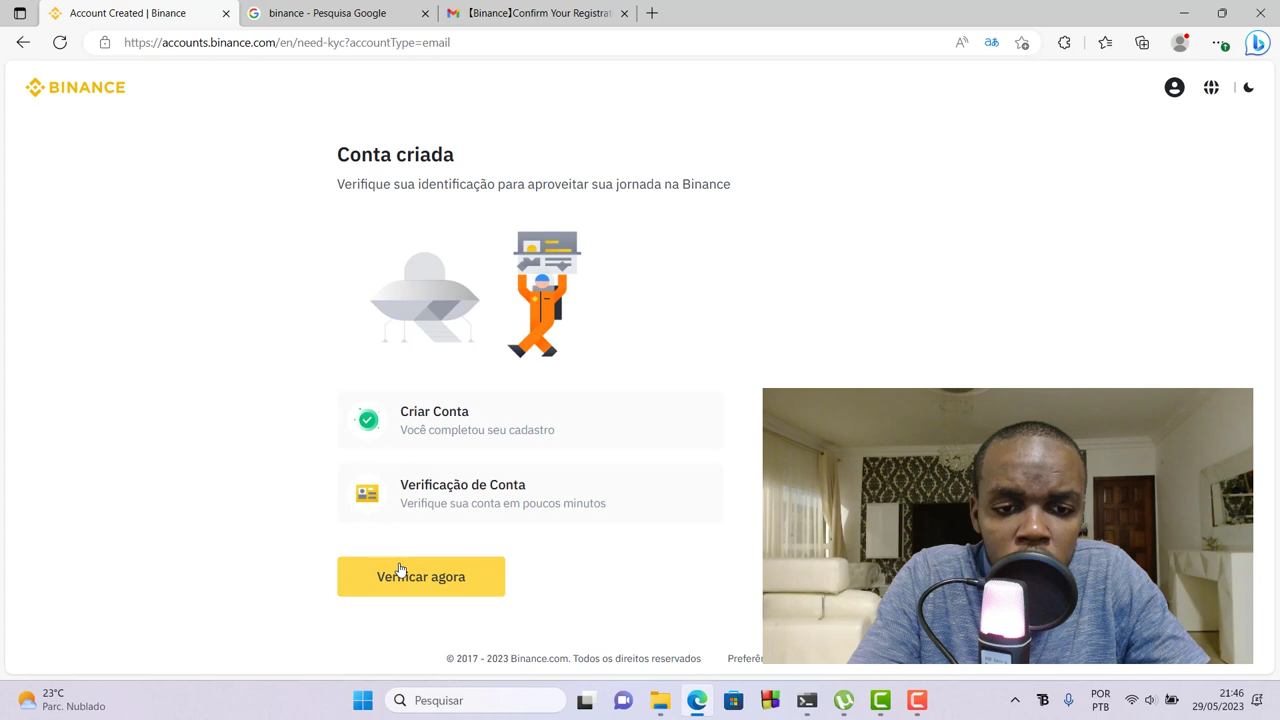 Account Created | Binance
binance - Pesquisa Google
【Binance】Confirm Your Registrat
https://accounts.binance.com/en/need-kyc?accountType=email
BINANCE
Conta criada
Verifique sua identificação para aproveitar sua jornada na Binance
Criar Conta
Você completou seu cadastro
Verificação de Conta
Verifique sua conta em poucos minutos
Verificar agora
© 2017 - 2023 Binance.com. Todos os direitos reservados
Preferê
23°C
Parc. Nublado
Pesquisar
POR
PTB
21:46
29/05/2023